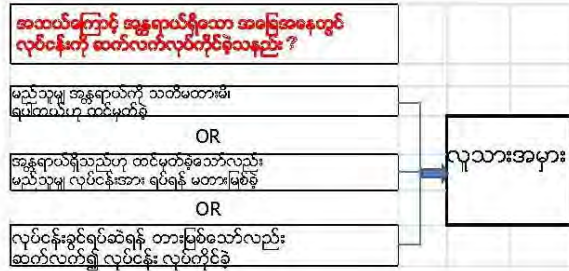 အဘယ်ကြောင့် အန္တရာယ်ရှိသော အခြေအနေတွင်
လုပ်ငန်းကို ဆက်လက်လုပ်ကိုင်ခဲ့သနည်း ?
မည်သူမျှ အန္တရာယ်ကို သတိမထားမိ၊
ရပါတယ်ဟု ထင်မှတ်ခဲ့
OR
အန္တရာယ်ရှိသည်ဟု ထင်မှတ်ခဲ့သော်လည်း
မည်သူမျှ လုပ်ငန်းအား ရပ်ရန် မတားမြစ်ခဲ့
လူသားအမှား
OR
လုပ်ငန်းခွင်ရပ်ဆဲရန် တားမြစ်သော်လည်း
ဆက်လက်၍ လုပ်ငန်း လုပ်ကိုင်ခဲ့